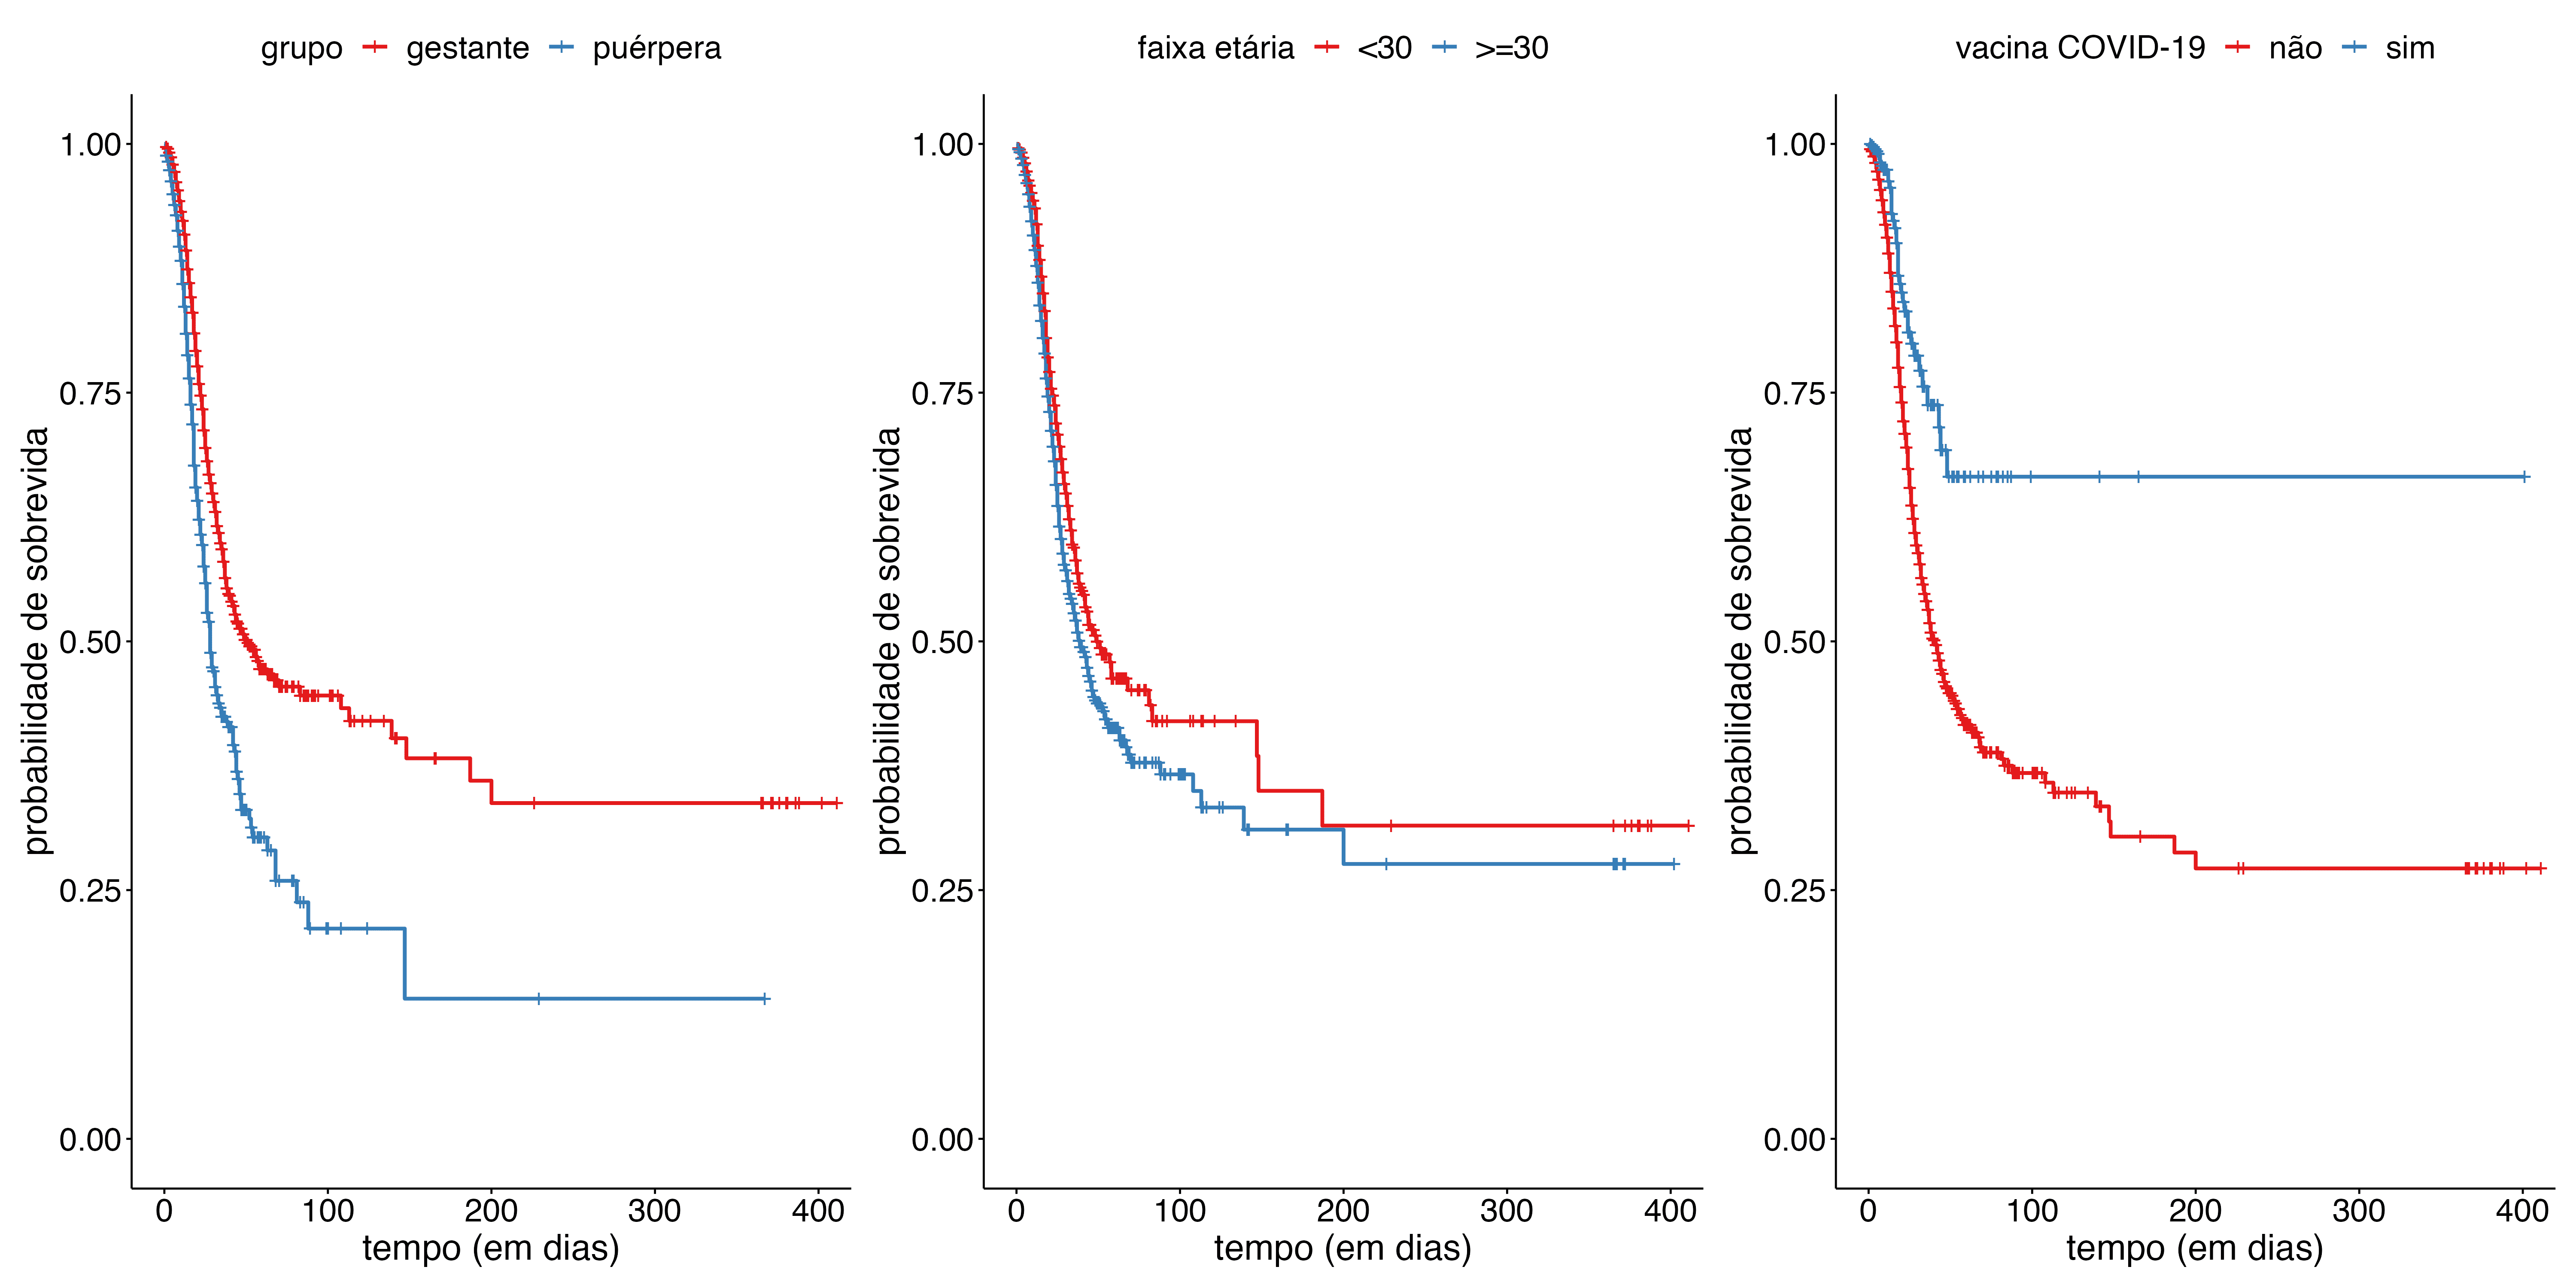 grupo gestante puérpera
faixa etária <30 >=30
vacina COVID-19 não sim
probabilidade de sobrevida
1.00
0.75
0.50
0.25
0.00
0 100 200 300 400
tempo (em dias)
probabilidade de sobrevida
1.00
0.75
0.50
0.25
0.00
0 100 200 300 400
tempo (em dias)
probabilidade de sobrevida
1.00
0.75
0.50
0.25
0.00
0 100 200 300 400
tempo (em dias)